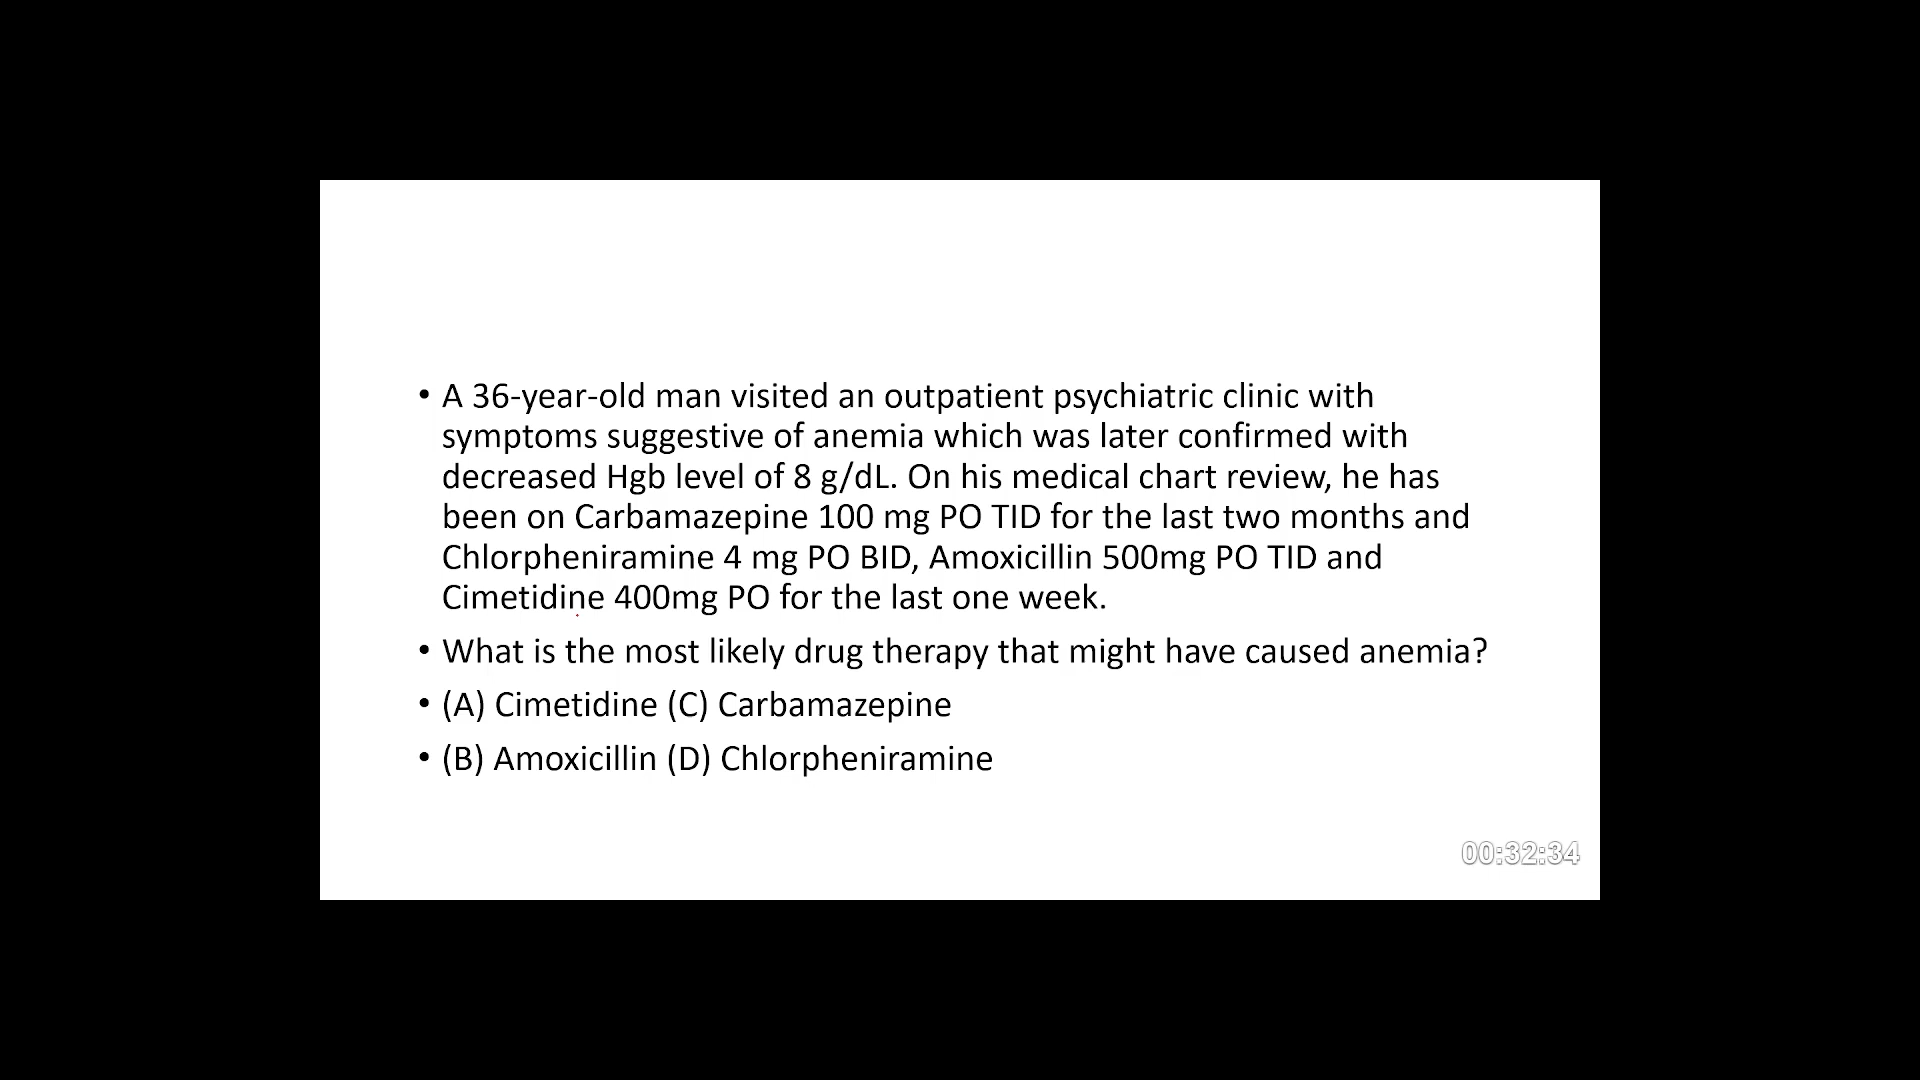 • A 36-year-old man visited an outpatient psychiatric clinic with
symptoms suggestive of anemia which was later confirmed with
decreased Hgb level of 8 g/dL. On his medical chart review, he has
been on Carbamazepine 100 mg PO TID for the last two months and
Chlorpheniramine 4 mg PO BID, Amoxicillin 500mg PO TID and
Cimetidine 400mg PO for the last one week.
• What is the most likely drug therapy that might have caused anemia?
• (A) Cimetidine (C) Carbamazepine
• (B) Amoxicillin (D) Chlorpheniramine
00:32:34